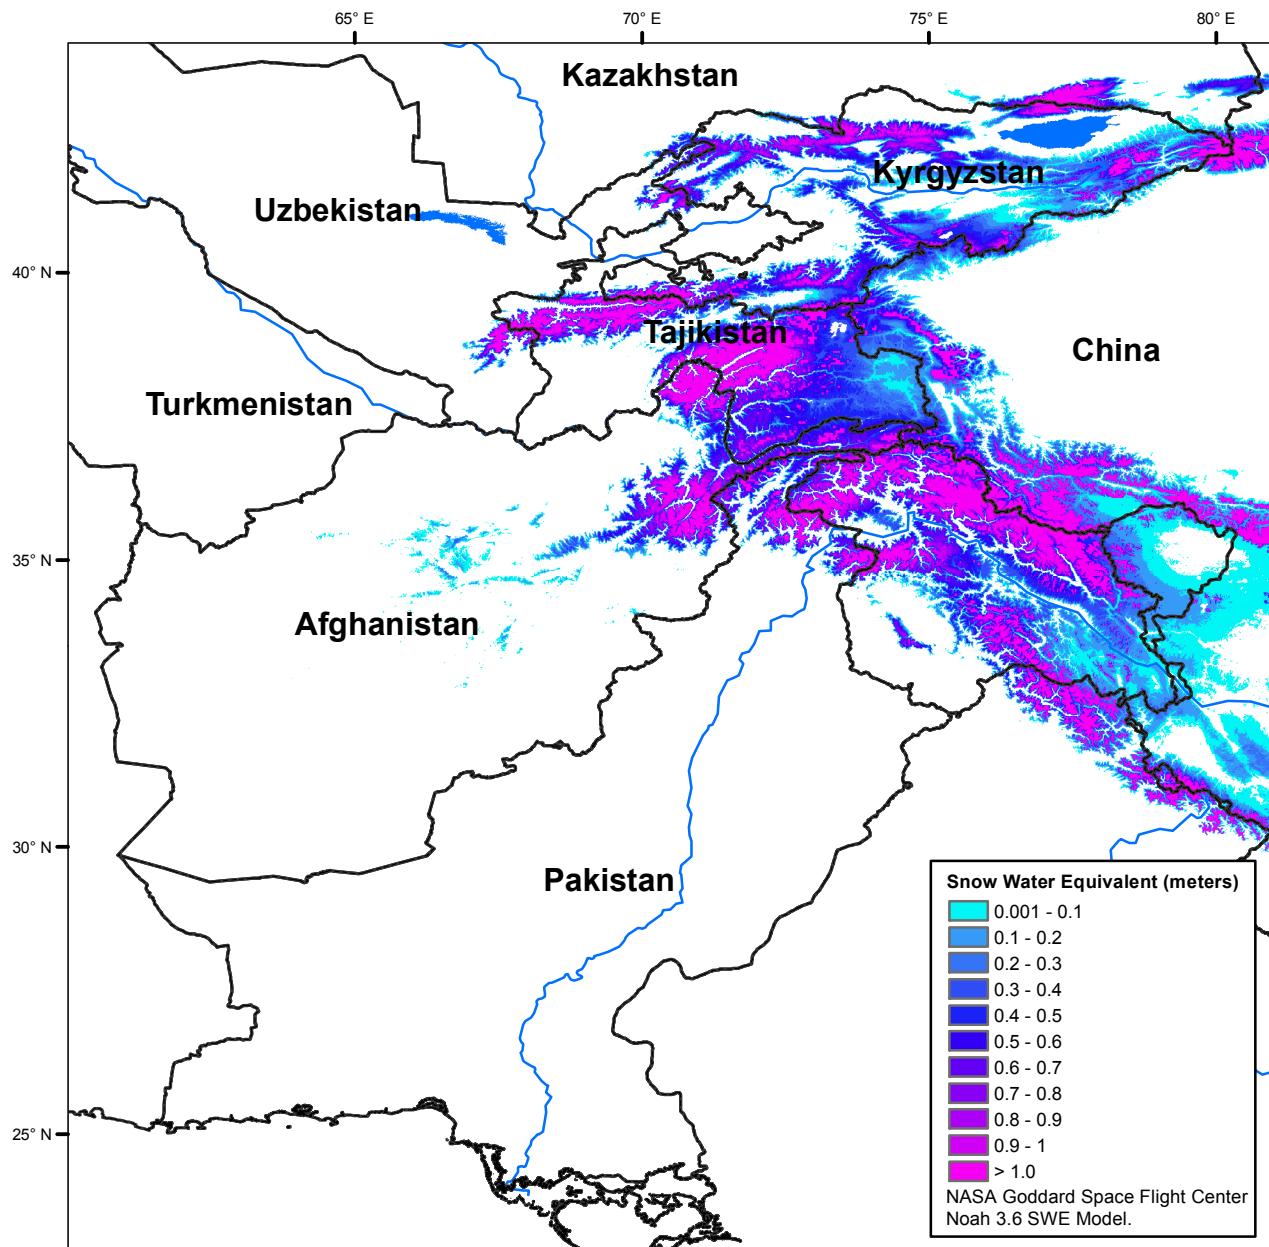 65° E
70° E
75° E
80° E
Kazakhstan
Kyrgyzstan
Uzbekistan
40° N
Tajikistan
China
Turkmenistan
35° N
Afghanistan
30° N
Pakistan
25° N
Snow Water Equivalent (meters)
0.001 - 0.1
0.1 - 0.2
0.2 - 0.3
0.3 - 0.4
0.4 - 0.5
0.5 - 0.6
0.6 - 0.7
0.7 - 0.8
0.8 - 0.9
0.9 - 1
> 1.0
NASA Goddard Space Flight Center
Noah 3.6 SWE Model.